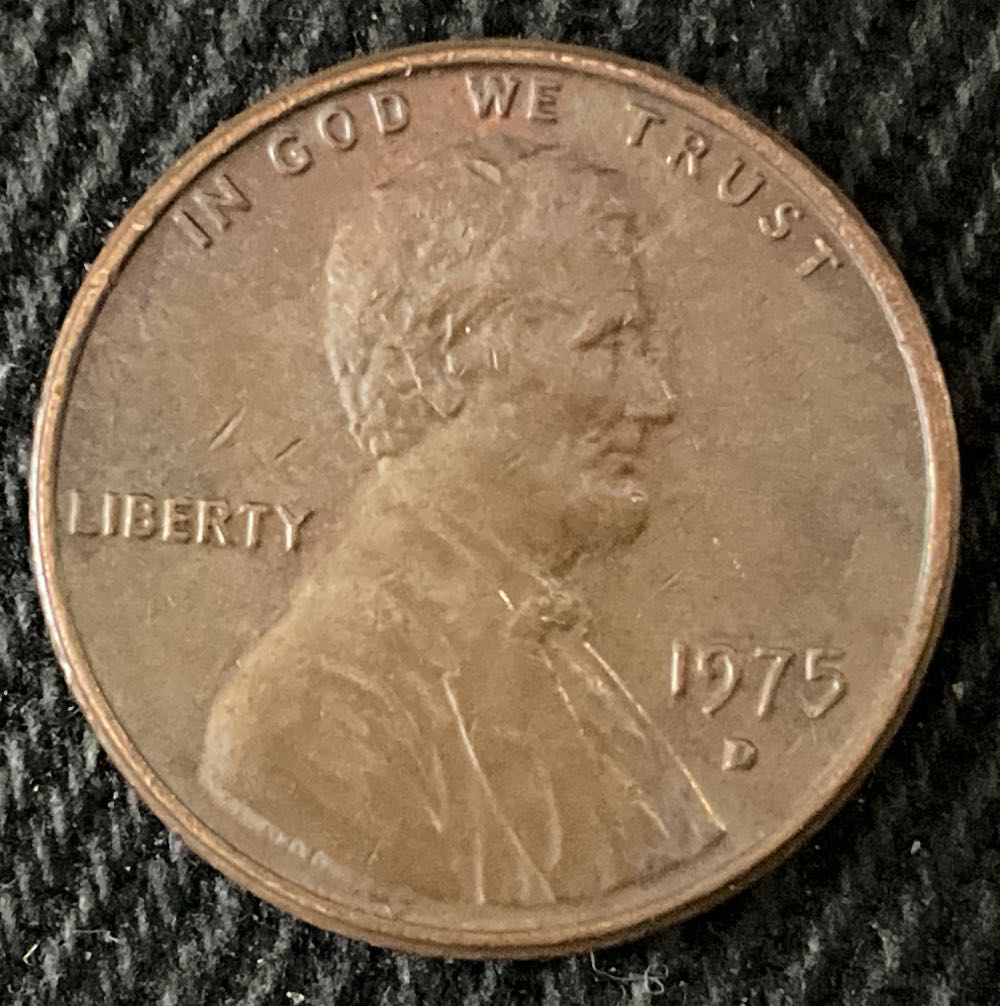 IN GOD WE TRUST
LIBERTY
1975
D